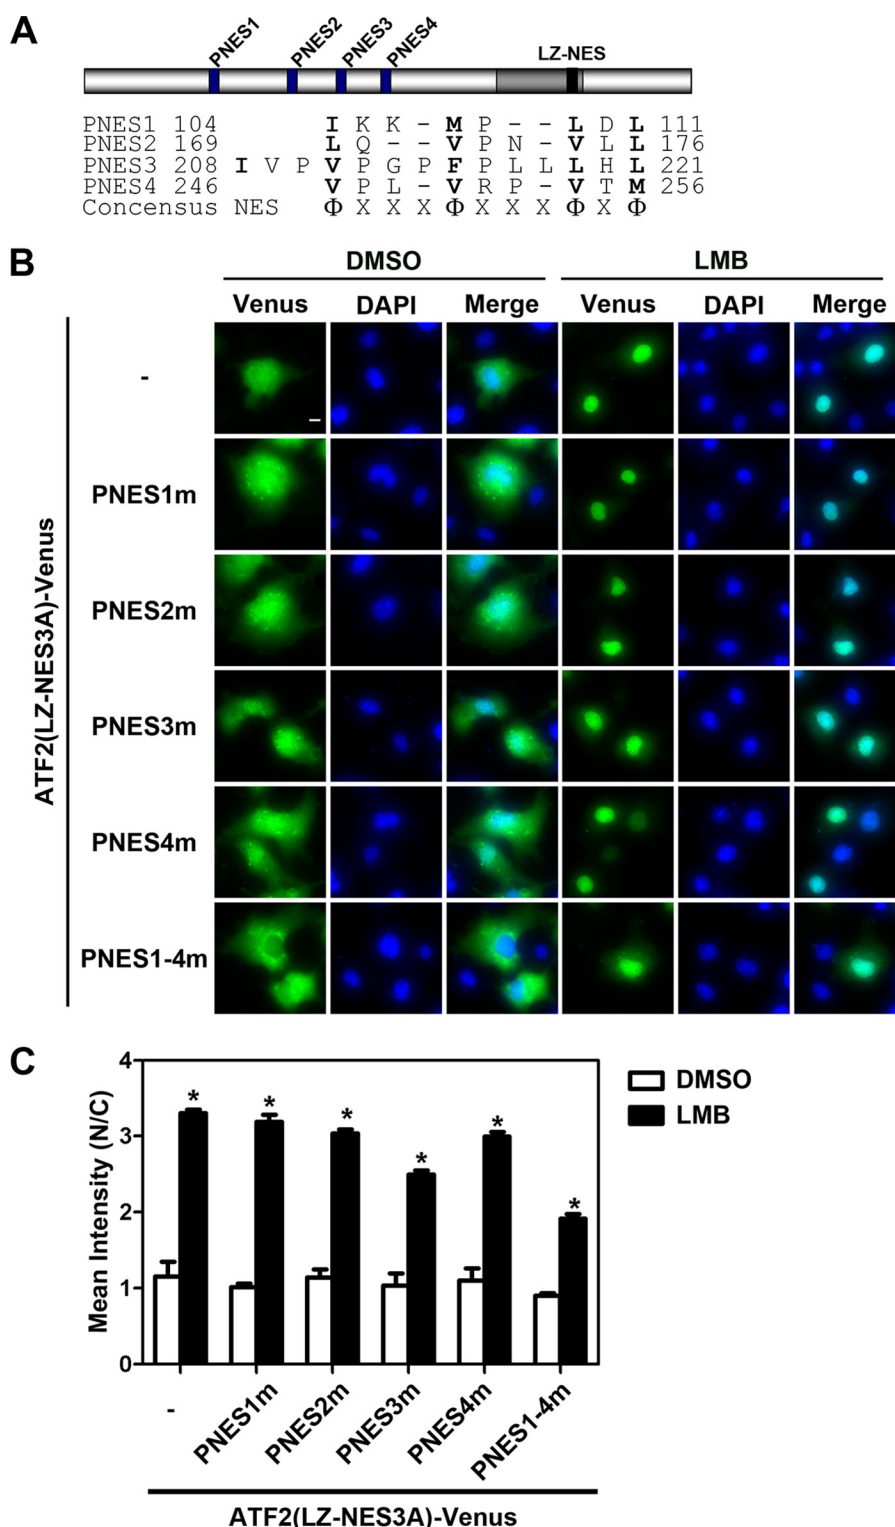 A
PNES1 PNES2 PNES3 PNES4 LZ-NES
PNES1 104 I K K - M P - - L D L 111
PNES2 169 L Q - - V P N - V L L 176
PNES3 208 I V P V P G P F P L L L H L 221
PNES4 246 V P L - V R P - V T M 256
Concensus NES Φ X X X Φ X X X Φ X Φ
B
DMSO LMB
Venus DAPI Merge Venus DAPI Merge
ATF2(LZ-NES3A)-Venus
-
PNES1m
PNES2m
PNES3m
PNES4m
PNES1-4m
C
Mean Intensity (N/C)
4
3
2
1
0
* * * * * *
DMSO
LMB
- PNES1m PNES2m PNES3m PNES4m PNES1-4m
ATF2(LZ-NES3A)-Venus